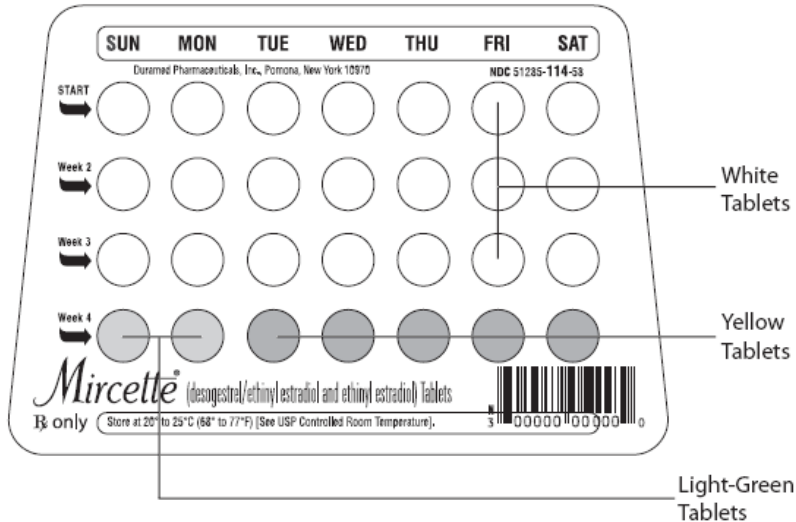 SUN MON TUE WED THU FRI SAT
Duramed Pharmaceuticals, Inc., Pomona, New York 10970 NDC 51285-114-58
START
Week 2
White
Tablets
Week 3
Week 4
Yellow
Tablets
Mircette® (desogestrel/ethinyl estradiol and ethinyl estradiol) Tablets
℞ only Store at 20° to 25°C (68° to 77°F) [See USP Controlled Room Temperature].
N
3 00000 00000 0
Light-Green
Tablets